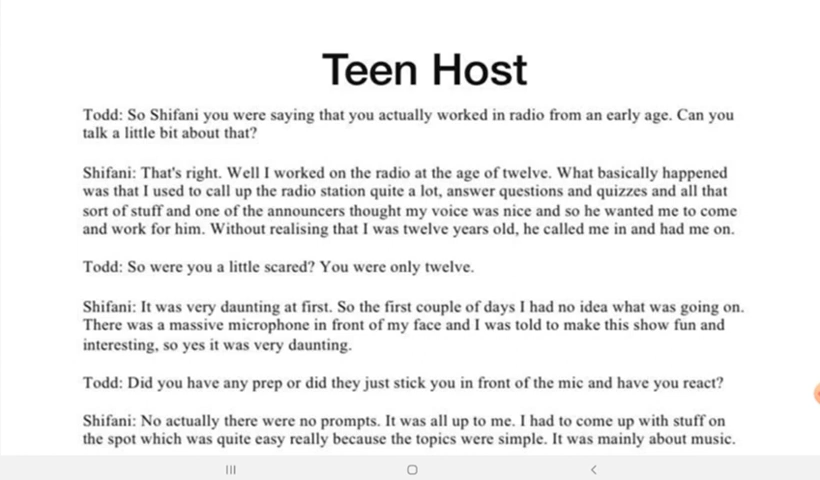 Teen Host
Todd: So Shifani you were saying that you actually worked in radio from an early age. Can you
talk a little bit about that?
Shifani: That's right. Well I worked on the radio at the age of twelve. What basically happened
was that I used to call up the radio station quite a lot, answer questions and quizzes and all that
sort of stuff and one of the announcers thought my voice was nice and so he wanted me to come
and work for him. Without realising that I was twelve years old, he called me in and had me on.
Todd: So were you a little scared? You were only twelve.
Shifani: It was very daunting at first. So the first couple of days I had no idea what was going on.
There was a massive microphone in front of my face and I was told to make this show fun and
interesting, so yes it was very daunting.
Todd: Did you have any prep or did they just stick you in front of the mic and have you react?
Shifani: No actually there were no prompts. It was all up to me. I had to come up with stuff on
the spot which was quite easy really because the topics were simple. It was mainly about music.